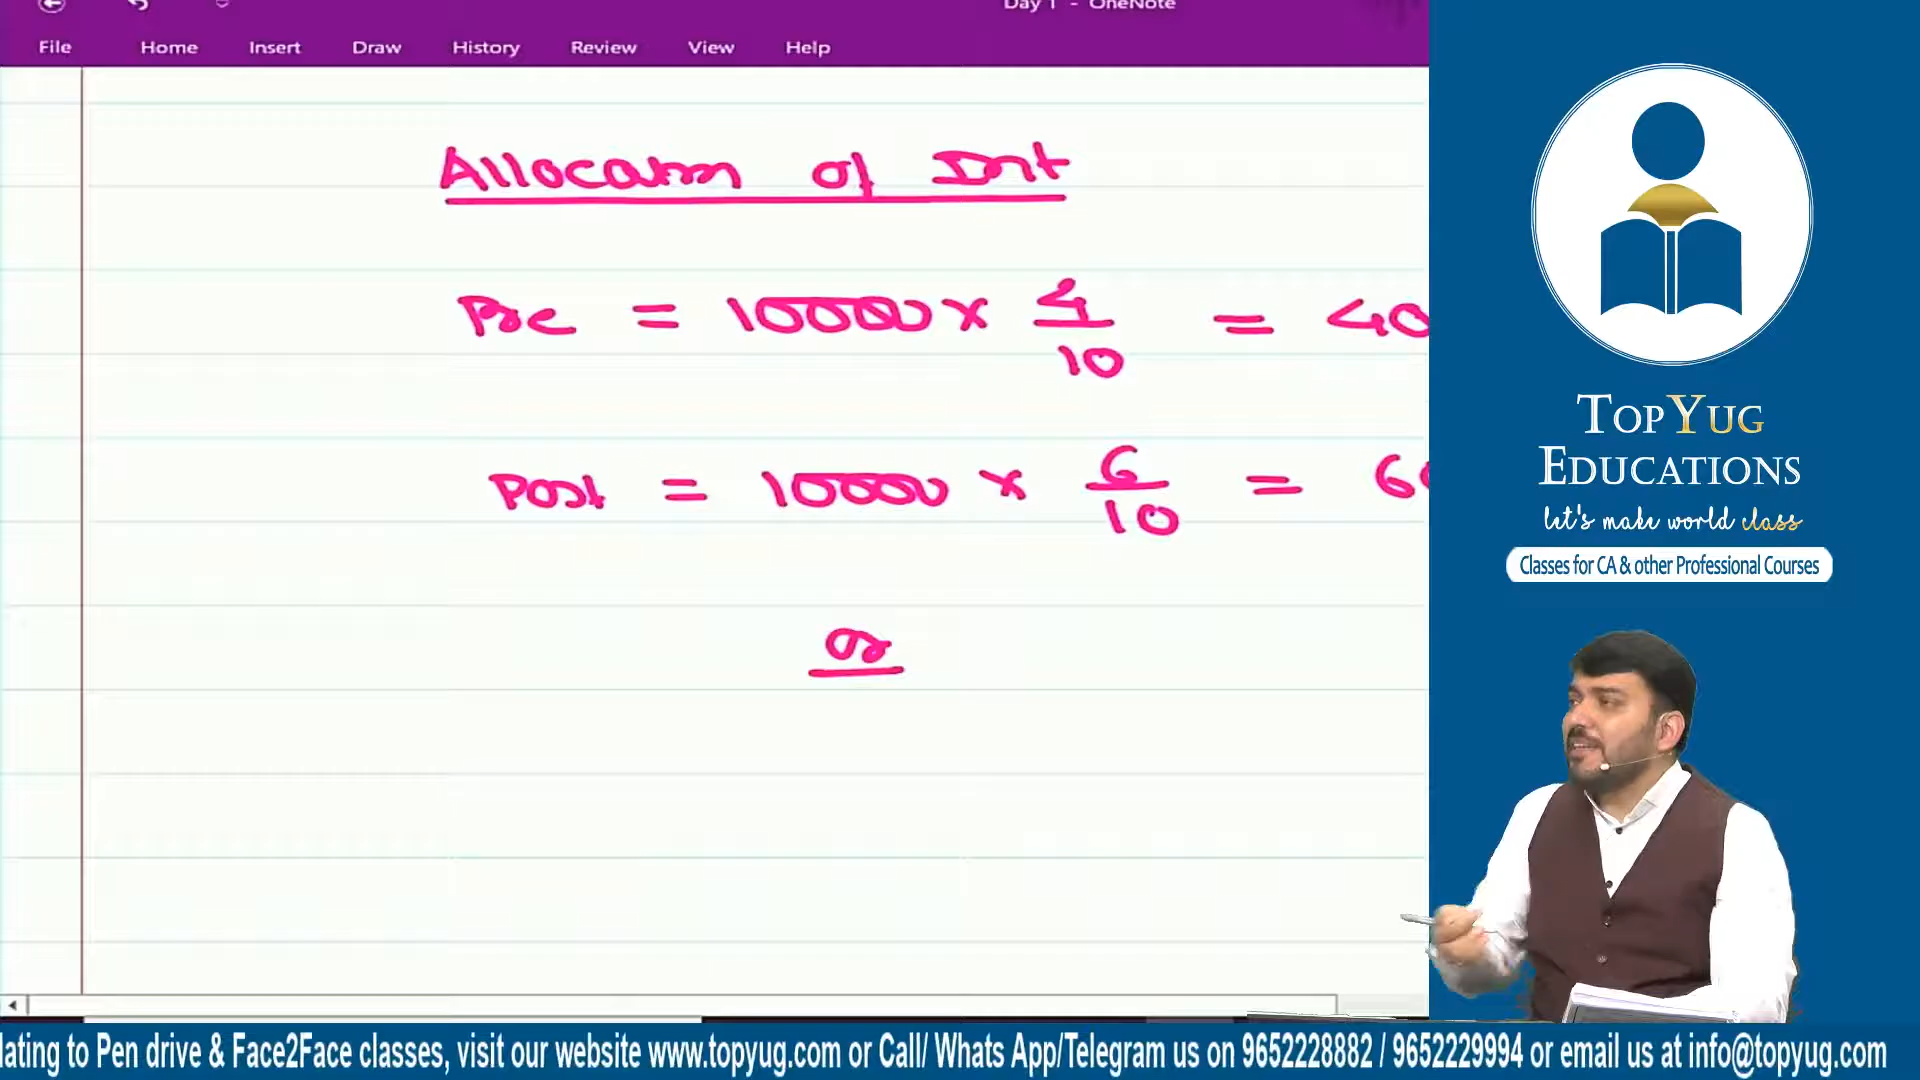 Day 1 - OneNote
File Home Insert Draw History Review View Help
Allocation of Int
Pre = 10000 × 4/10 = 40
Post = 10000 × 6/10 = 60
or
TOPYUG
EDUCATIONS
let's make world class
Classes for CA & other Professional Courses
lating to Pen drive & Face2Face classes, visit our website www.topyug.com or Call/ Whats App/Telegram us on 9652228882 / 9652229994 or email us at info@topyug.com